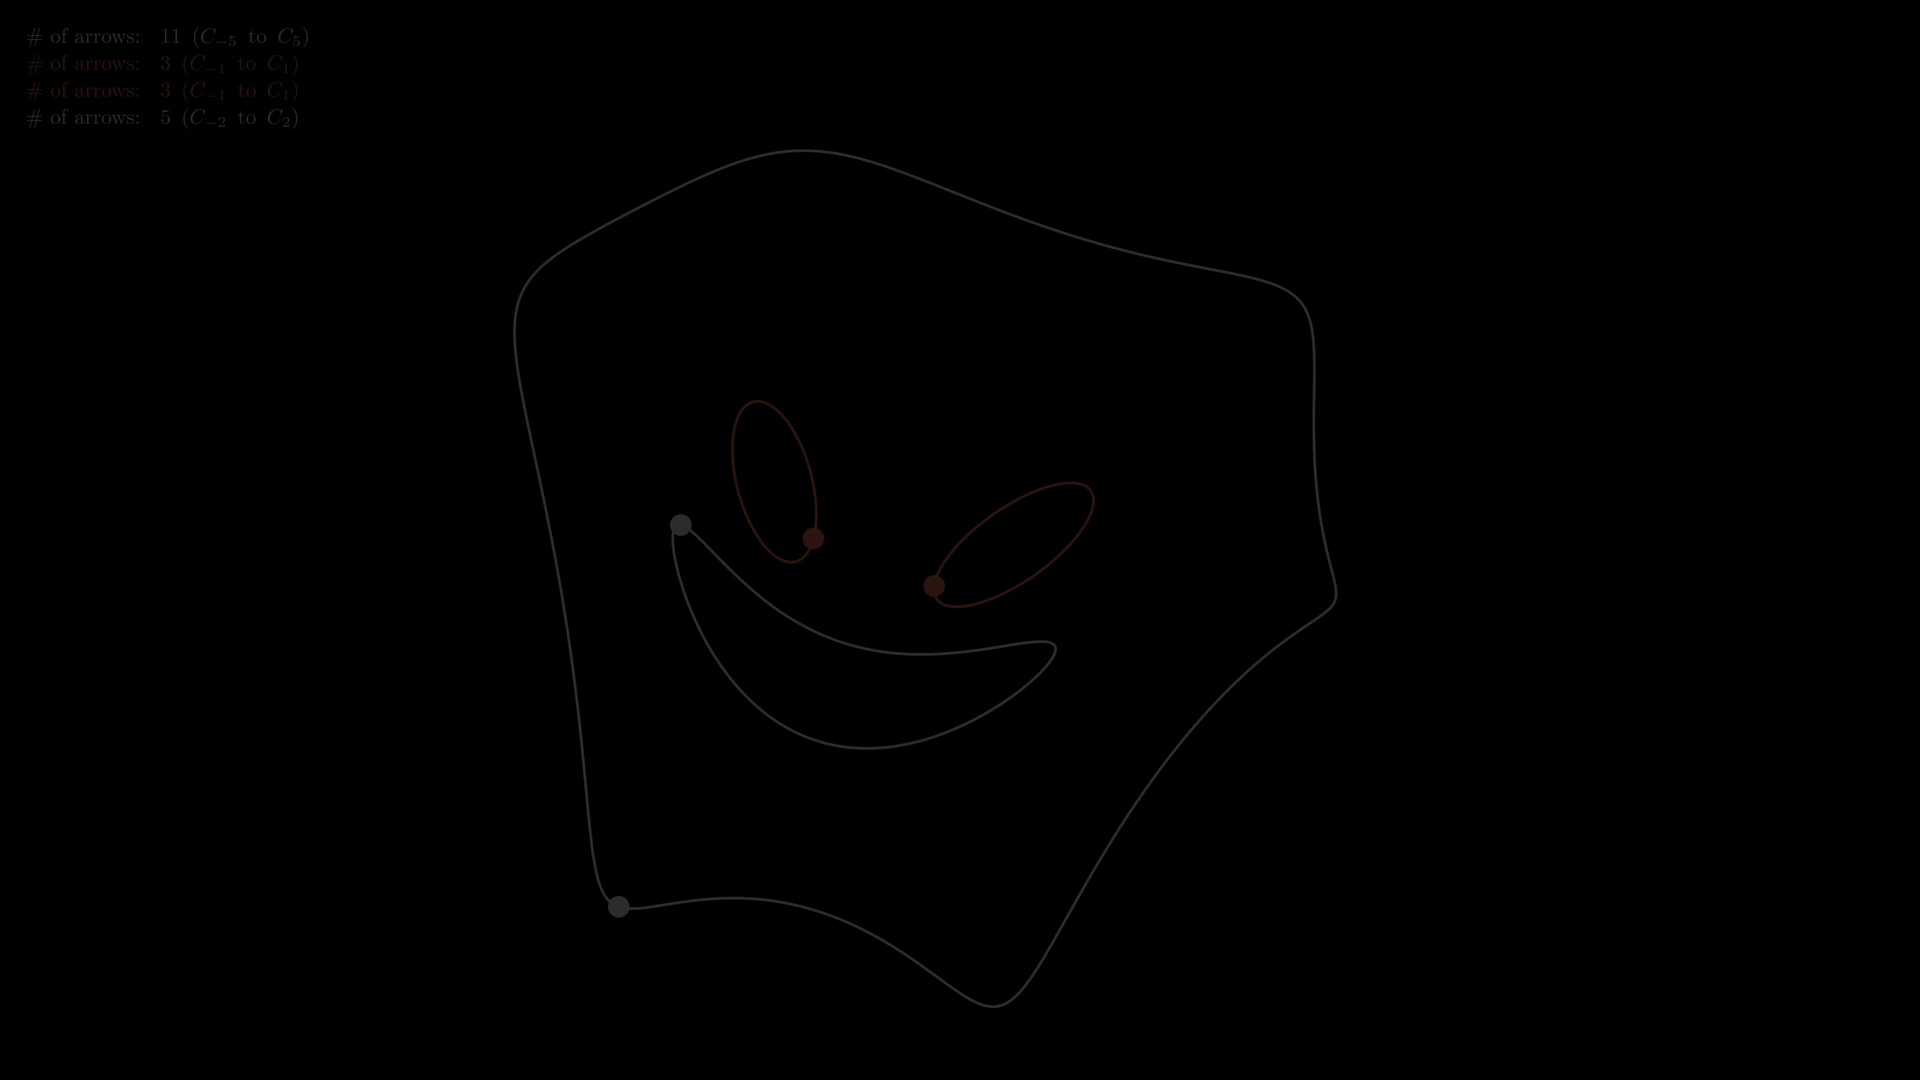 # of arrows: 11 (C₋₅ to C₅)
# of arrows: 3 (C₋₁ to C₁)
# of arrows: 3 (C₋₁ to C₁)
# of arrows: 5 (C₋₂ to C₂)